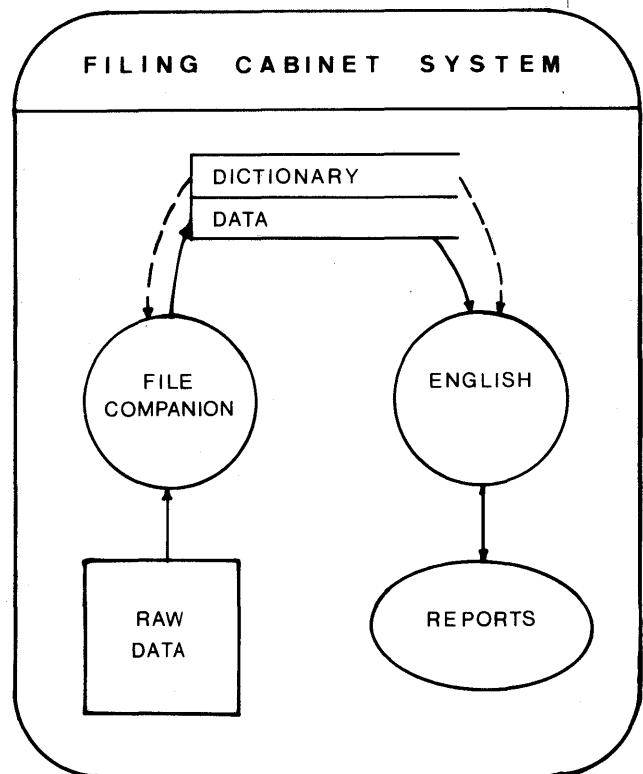 FILING CABINET SYSTEM
DICTIONARY
DATA
FILE
COMPANION
ENGLISH
RAW
DATA
REPORTS